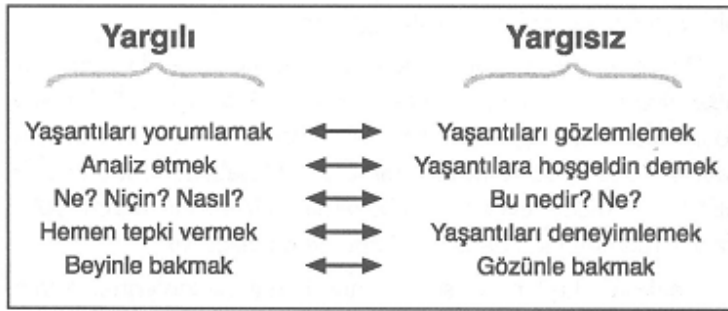 Yargılı Yargısız
Yaşantıları yorumlamak Yaşantıları gözlemlemek
Analiz etmek Yaşantılara hoşgeldin demek
Ne? Niçin? Nasıl? Bu nedir? Ne?
Hemen tepki vermek Yaşantıları deneyimlemek
Beyinle bakmak Gözünle bakmak